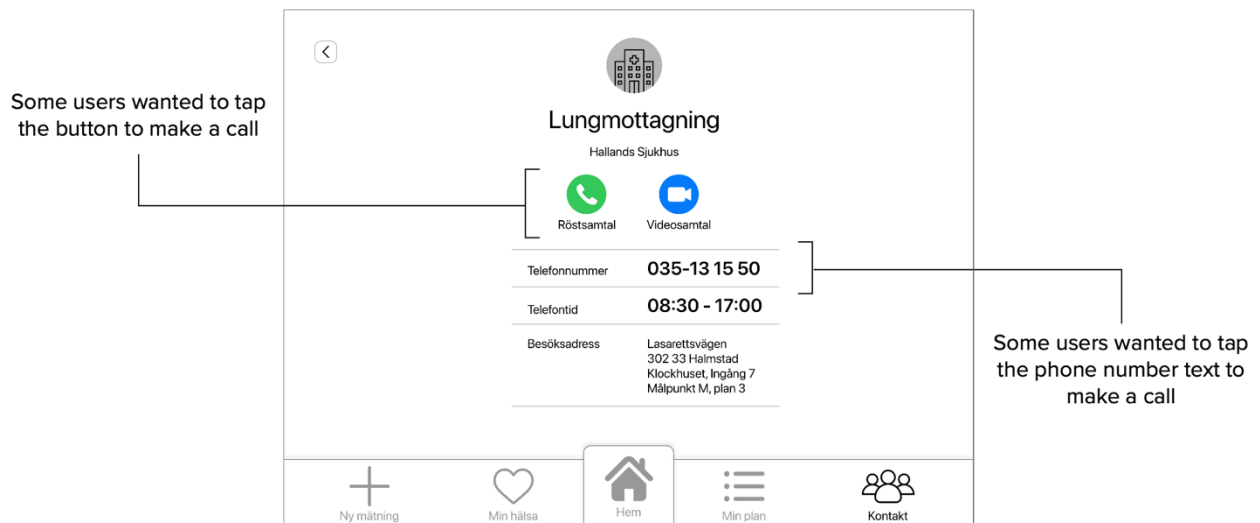 Some users wanted to tap
the button to make a call
Lungmottagning
Hallands Sjukhus
Röstsamtal
Videosamtal
Telefonnummer
035-13 15 50
Telefontid
08:30 - 17:00
Besöksadress
Lasarettsvägen
302 33 Halmstad
Klockhuset, Ingång 7
Målpunkt M, plan 3
Some users wanted to tap
the phone number text to
make a call
Ny mätning
Min hälsa
Hem
Min plan
Kontakt